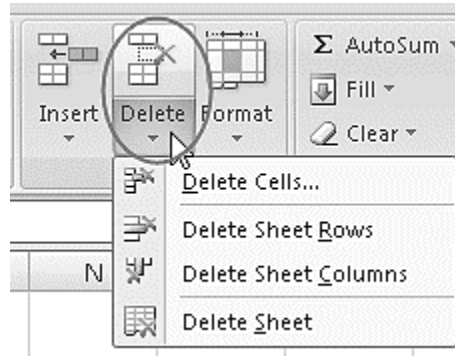 Σ AutoSum
Fill
Clear
Insert Delete Format
Delete Cells...
Delete Sheet Rows
Delete Sheet Columns
Delete Sheet
N